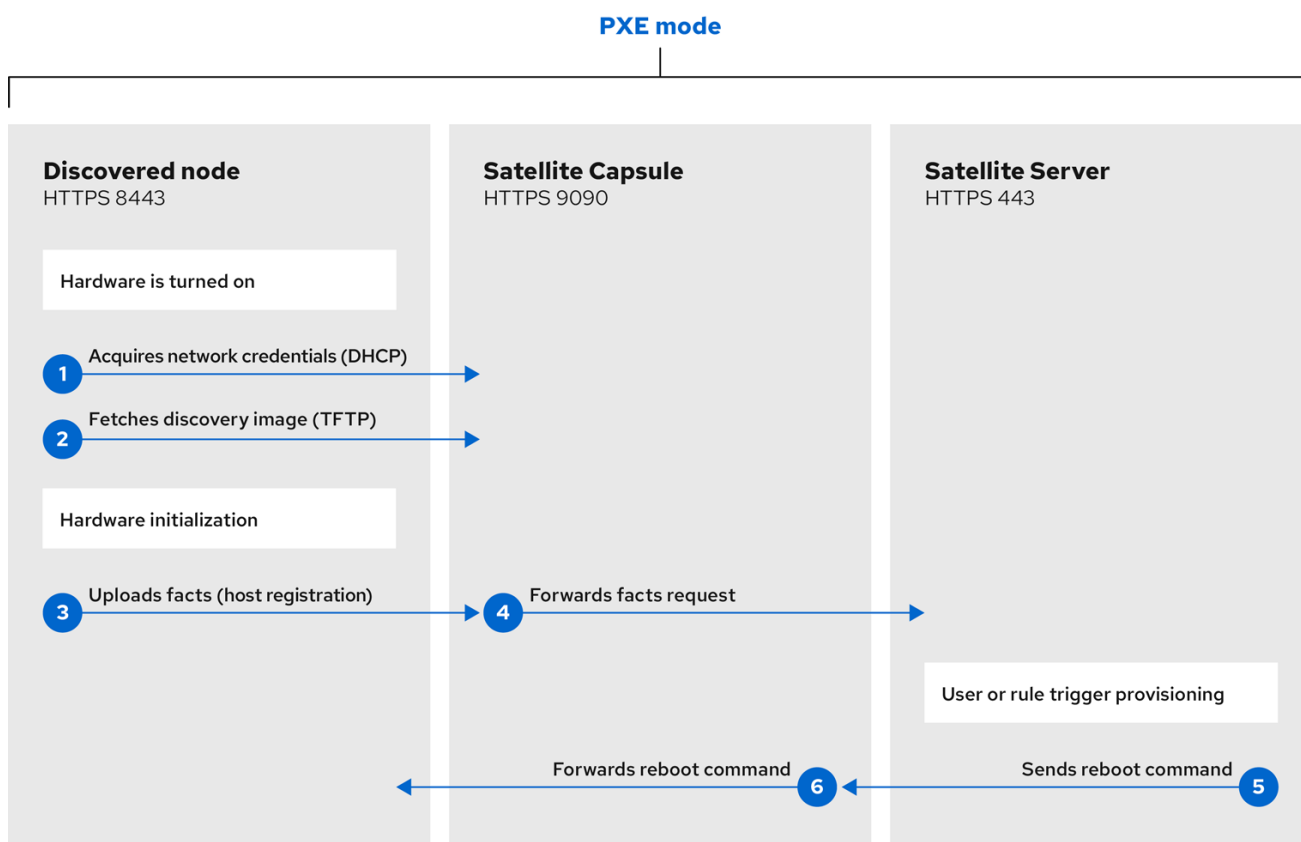 PXE mode
Discovered node
HTTPS 8443
Satellite Capsule
HTTPS 9090
Satellite Server
HTTPS 443
Hardware is turned on
Acquires network credentials (DHCP)
1
Fetches discovery image (TFTP)
2
Hardware initialization
Uploads facts (host registration)
3
Forwards facts request
4
User or rule trigger provisioning
Forwards reboot command
6
Sends reboot command
5